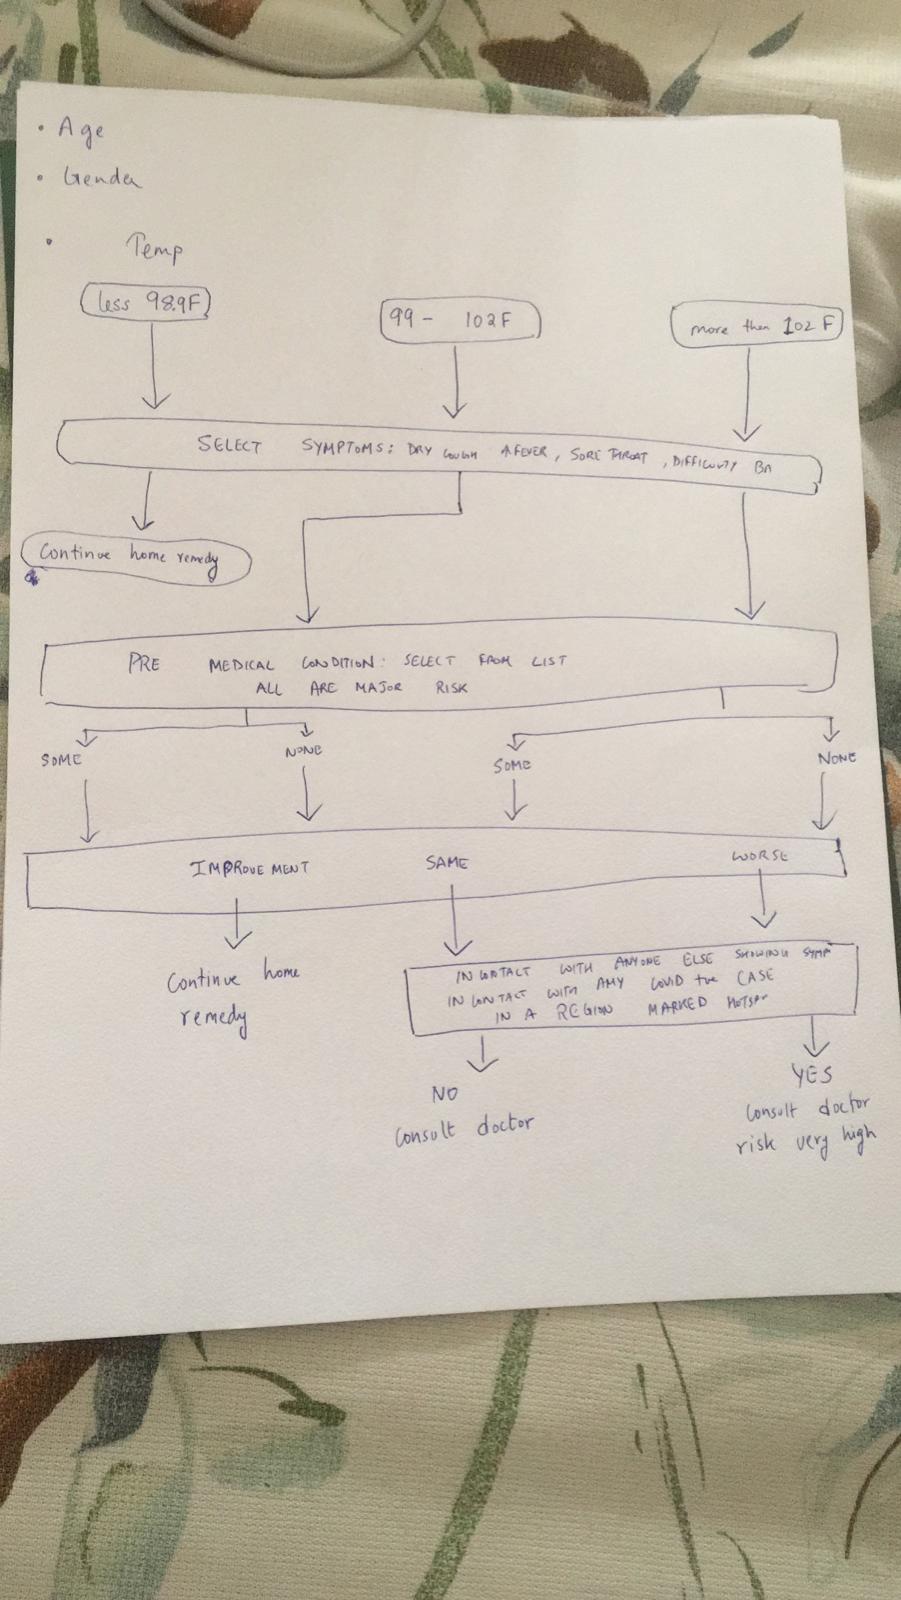 • Age
• Gender
• Temp
less 98.9F
99 - 102F
more then 102 F
SELECT SYMPTOMS: DRY COUGH, FEVER, SORE THROAT, DIFFICULTY
Continue home remedy
PRE MEDICAL CONDITION: SELECT FROM LIST
ALL ARE MAJOR RISK
SOME
NONE
SOME
NONE
IMPROVEMENT
SAME
WORSE
Continue home
remedy
IN CONTACT WITH ANYONE ELSE SHOWING SYMP
IN CONTACT WITH ANY COVID +ve CASE
IN A REGION MARKED
NO
Consult doctor
YES
Consult doctor
risk very high